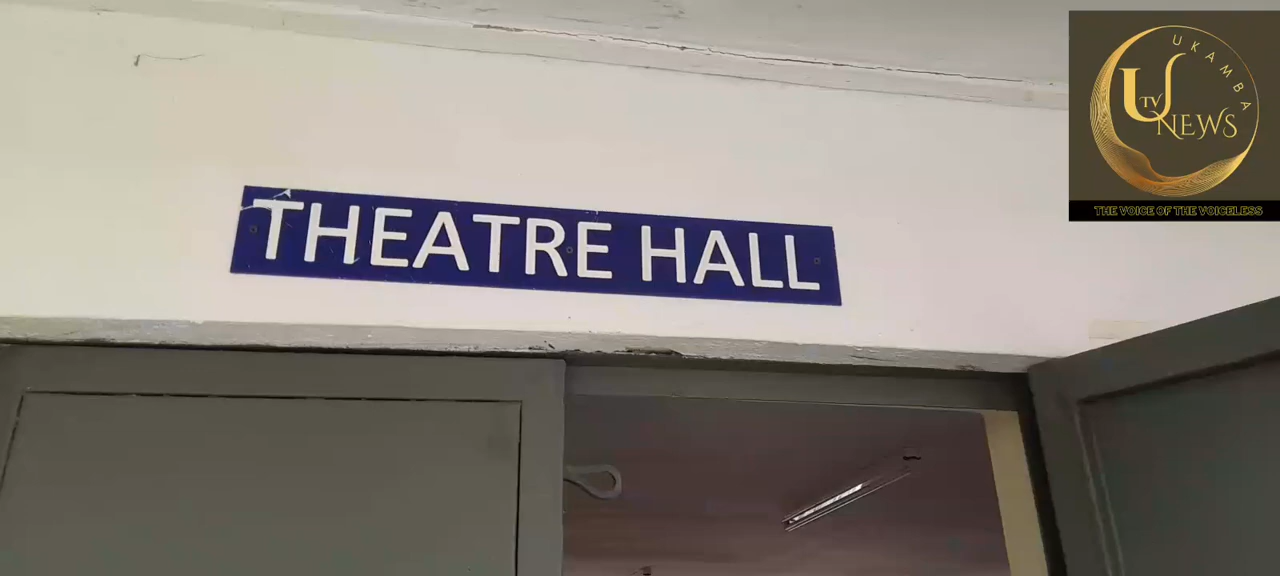 THEATRE HALL
UKAMBA
U TV
NEWS
THE VOICE OF THE VOICELESS